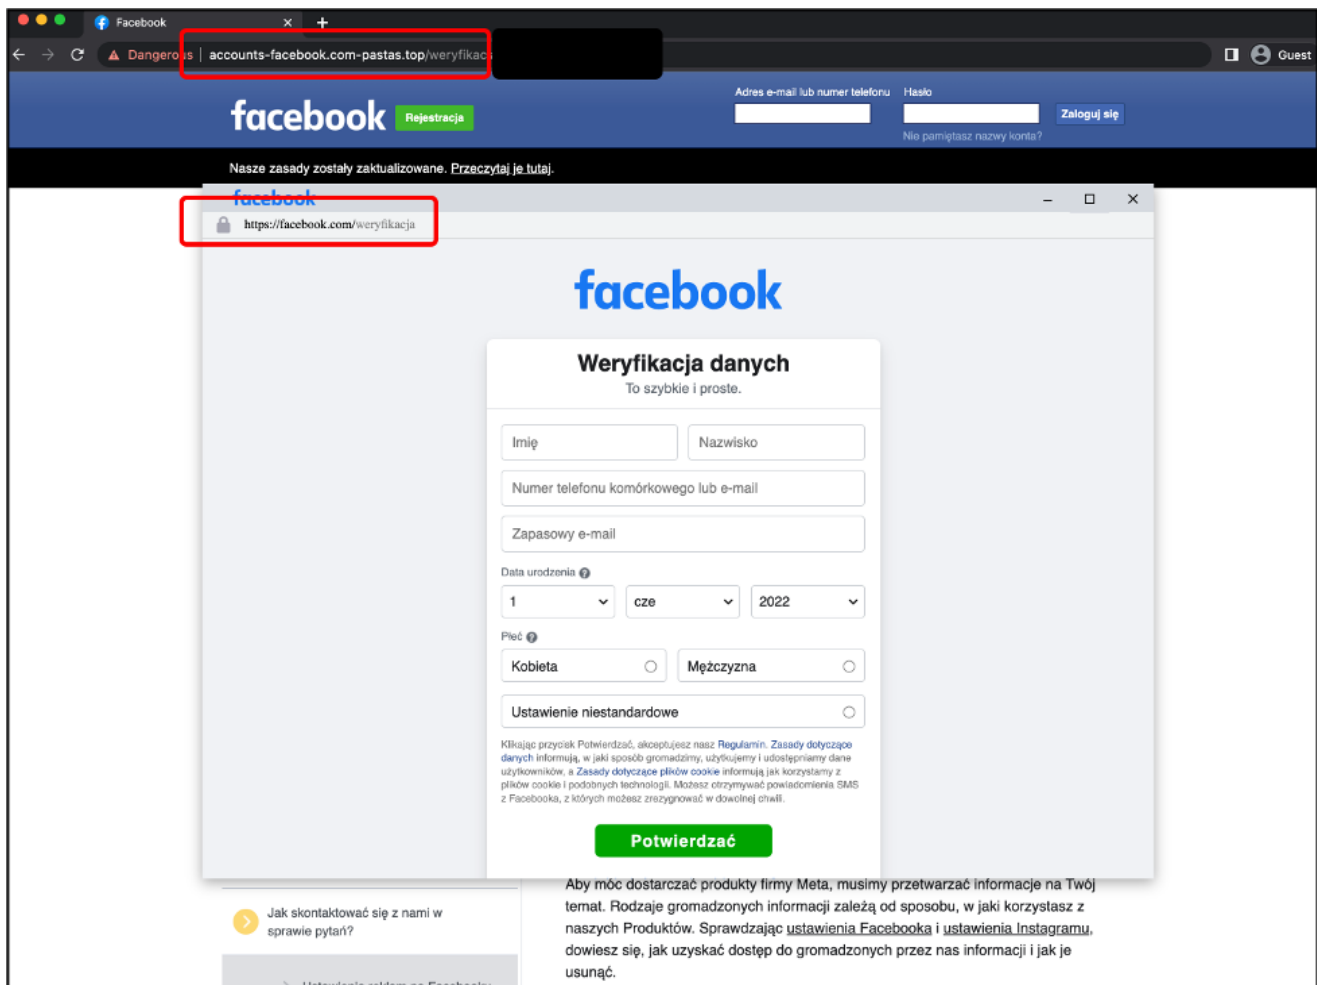 Facebook
Dangerous | accounts-facebook.com-pastas.top/weryfikac
Guest
Adres e-mail lub numer telefonu Hasło
facebook Rejestracja
Zaloguj się
Nie pamiętasz nazwy konta?
Nasze zasady zostały zaktualizowane. Przeczytaj je tutaj.
facebook
https://facebook.com/weryfikacja
facebook
Weryfikacja danych
To szybkie i proste.
Imię Nazwisko
Numer telefonu komórkowego lub e-mail
Zapasowy e-mail
Data urodzenia
1 cze 2022
Płeć
Kobieta Mężczyzna
Ustawienie niestandardowe
Klikając przycisk Potwierdzać, akceptujesz nasz Regulamin. Zasady dotyczące
danych informują, w jaki sposób gromadzimy, użytkujemy i udostępniamy dane
użytkowników, a Zasady dotyczące plików cookie informują jak korzystamy z
plików cookie i podobnych technologii. Możesz otrzymywać powiadomienia SMS
z Facebooka, z których możesz zrezygnować w dowolnej chwili.
Potwierdzać
Aby móc dostarczać produkty firmy Meta, musimy przetwarzać informacje na Twój
temat. Rodzaje gromadzonych informacji zależą od sposobu, w jaki korzystasz z
naszych Produktów. Sprawdzając ustawienia Facebooka i ustawienia Instagramu,
dowiesz się, jak uzyskać dostęp do gromadzonych przez nas informacji i jak je
usunąć.
Jak skontaktować się z nami w
sprawie pytań?